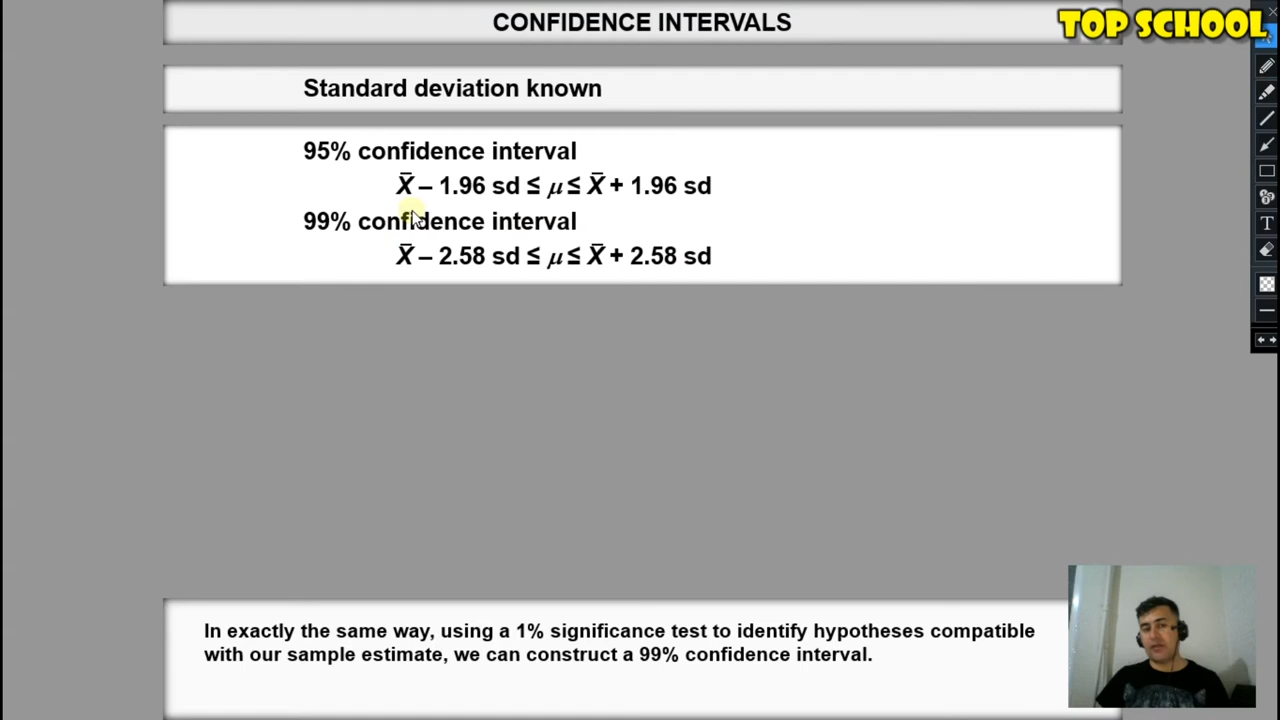 CONFIDENCE INTERVALS
TOP SCHOOL
Standard deviation known
95% confidence interval
X̄ – 1.96 sd ≤ μ ≤ X̄ + 1.96 sd
99% confidence interval
X̄ – 2.58 sd ≤ μ ≤ X̄ + 2.58 sd
In exactly the same way, using a 1% significance test to identify hypotheses compatible
with our sample estimate, we can construct a 99% confidence interval.